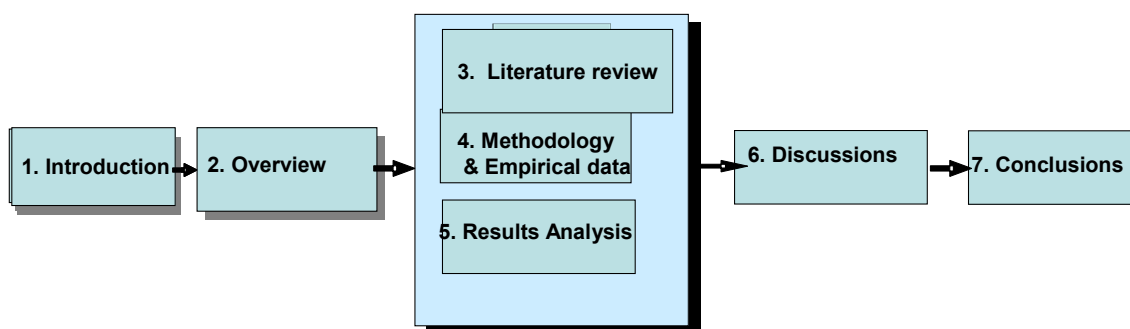 1. Introduction
2. Overview
3. Literature review
4. Methodology
& Empirical data
5. Results Analysis
6. Discussions
7. Conclusions